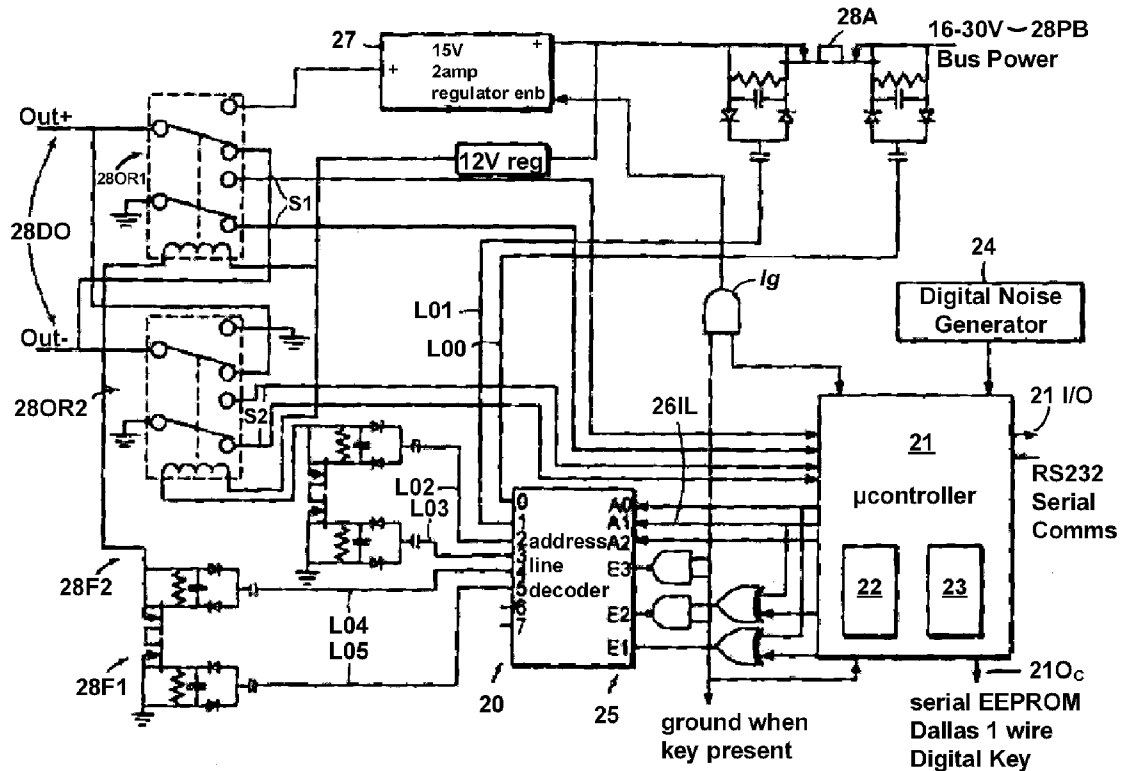 28A
16-30V ~ 28PB
Bus Power
27
15V
2amp
regulator enb
+
+
12V reg
Out+
28OR1
S1
28DO
Out-
28OR2
S2
L01
L00
Ig
24
Digital Noise
Generator
26IL
21 I/O
21
µcontroller
RS232
Serial
Comms
22
23
L02
L03
0
1
2 address
3
4 line
5 decoder
6
7
A0
A1
A2
E3
E2
E1
28F2
L04
L05
28F1
20
25
ground when
key present
21Oc
serial EEPROM
Dallas 1 wire
Digital Key